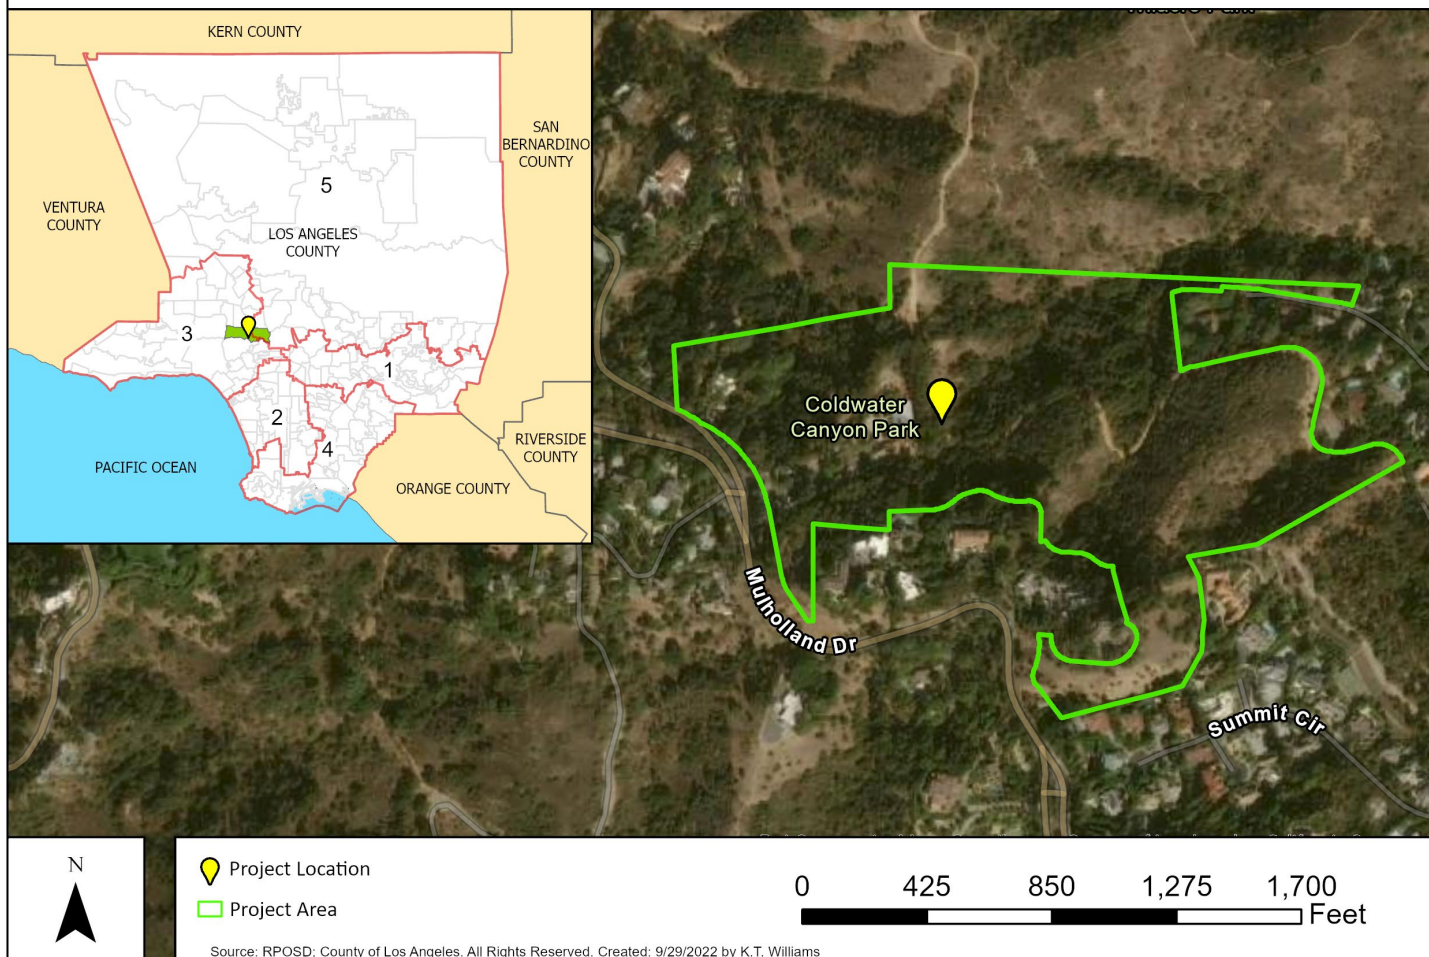 KERN COUNTY
SAN
BERNARDINO
COUNTY
5
VENTURA
COUNTY
LOS ANGELES
COUNTY
3
1
2
4
RIVERSIDE
COUNTY
PACIFIC OCEAN
ORANGE COUNTY
Coldwater
Canyon Park
Mulholland Dr
Summit Cir
N
Project Location
Project Area
0 425 850 1,275 1,700
Feet
Source: RPOSD; County of Los Angeles. All Rights Reserved. Created: 9/29/2022 by K.T. Williams